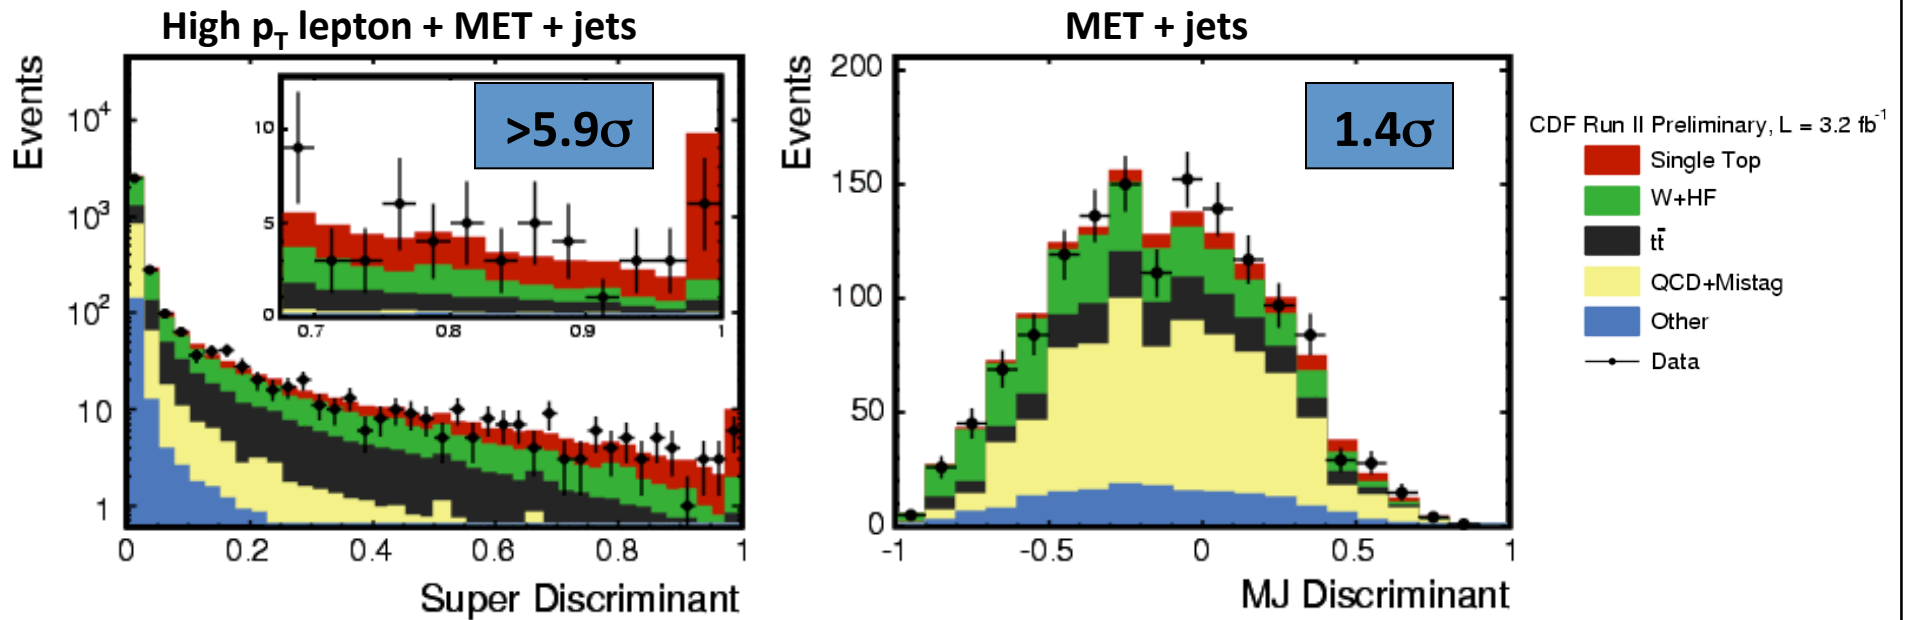 High p_T lepton + MET + jets
Events
10^4
10^3
10^2
10
1
0 0.2 0.4 0.6 0.8 1
Super Discriminant
10
5
0
0.7 0.8 0.9 1
>5.9σ
MET + jets
Events
200
150
100
50
0
-1 -0.5 0 0.5 1
MJ Discriminant
1.4σ
CDF Run II Preliminary, L = 3.2 fb^-1
Single Top
W+HF
tt̄
QCD+Mistag
Other
Data